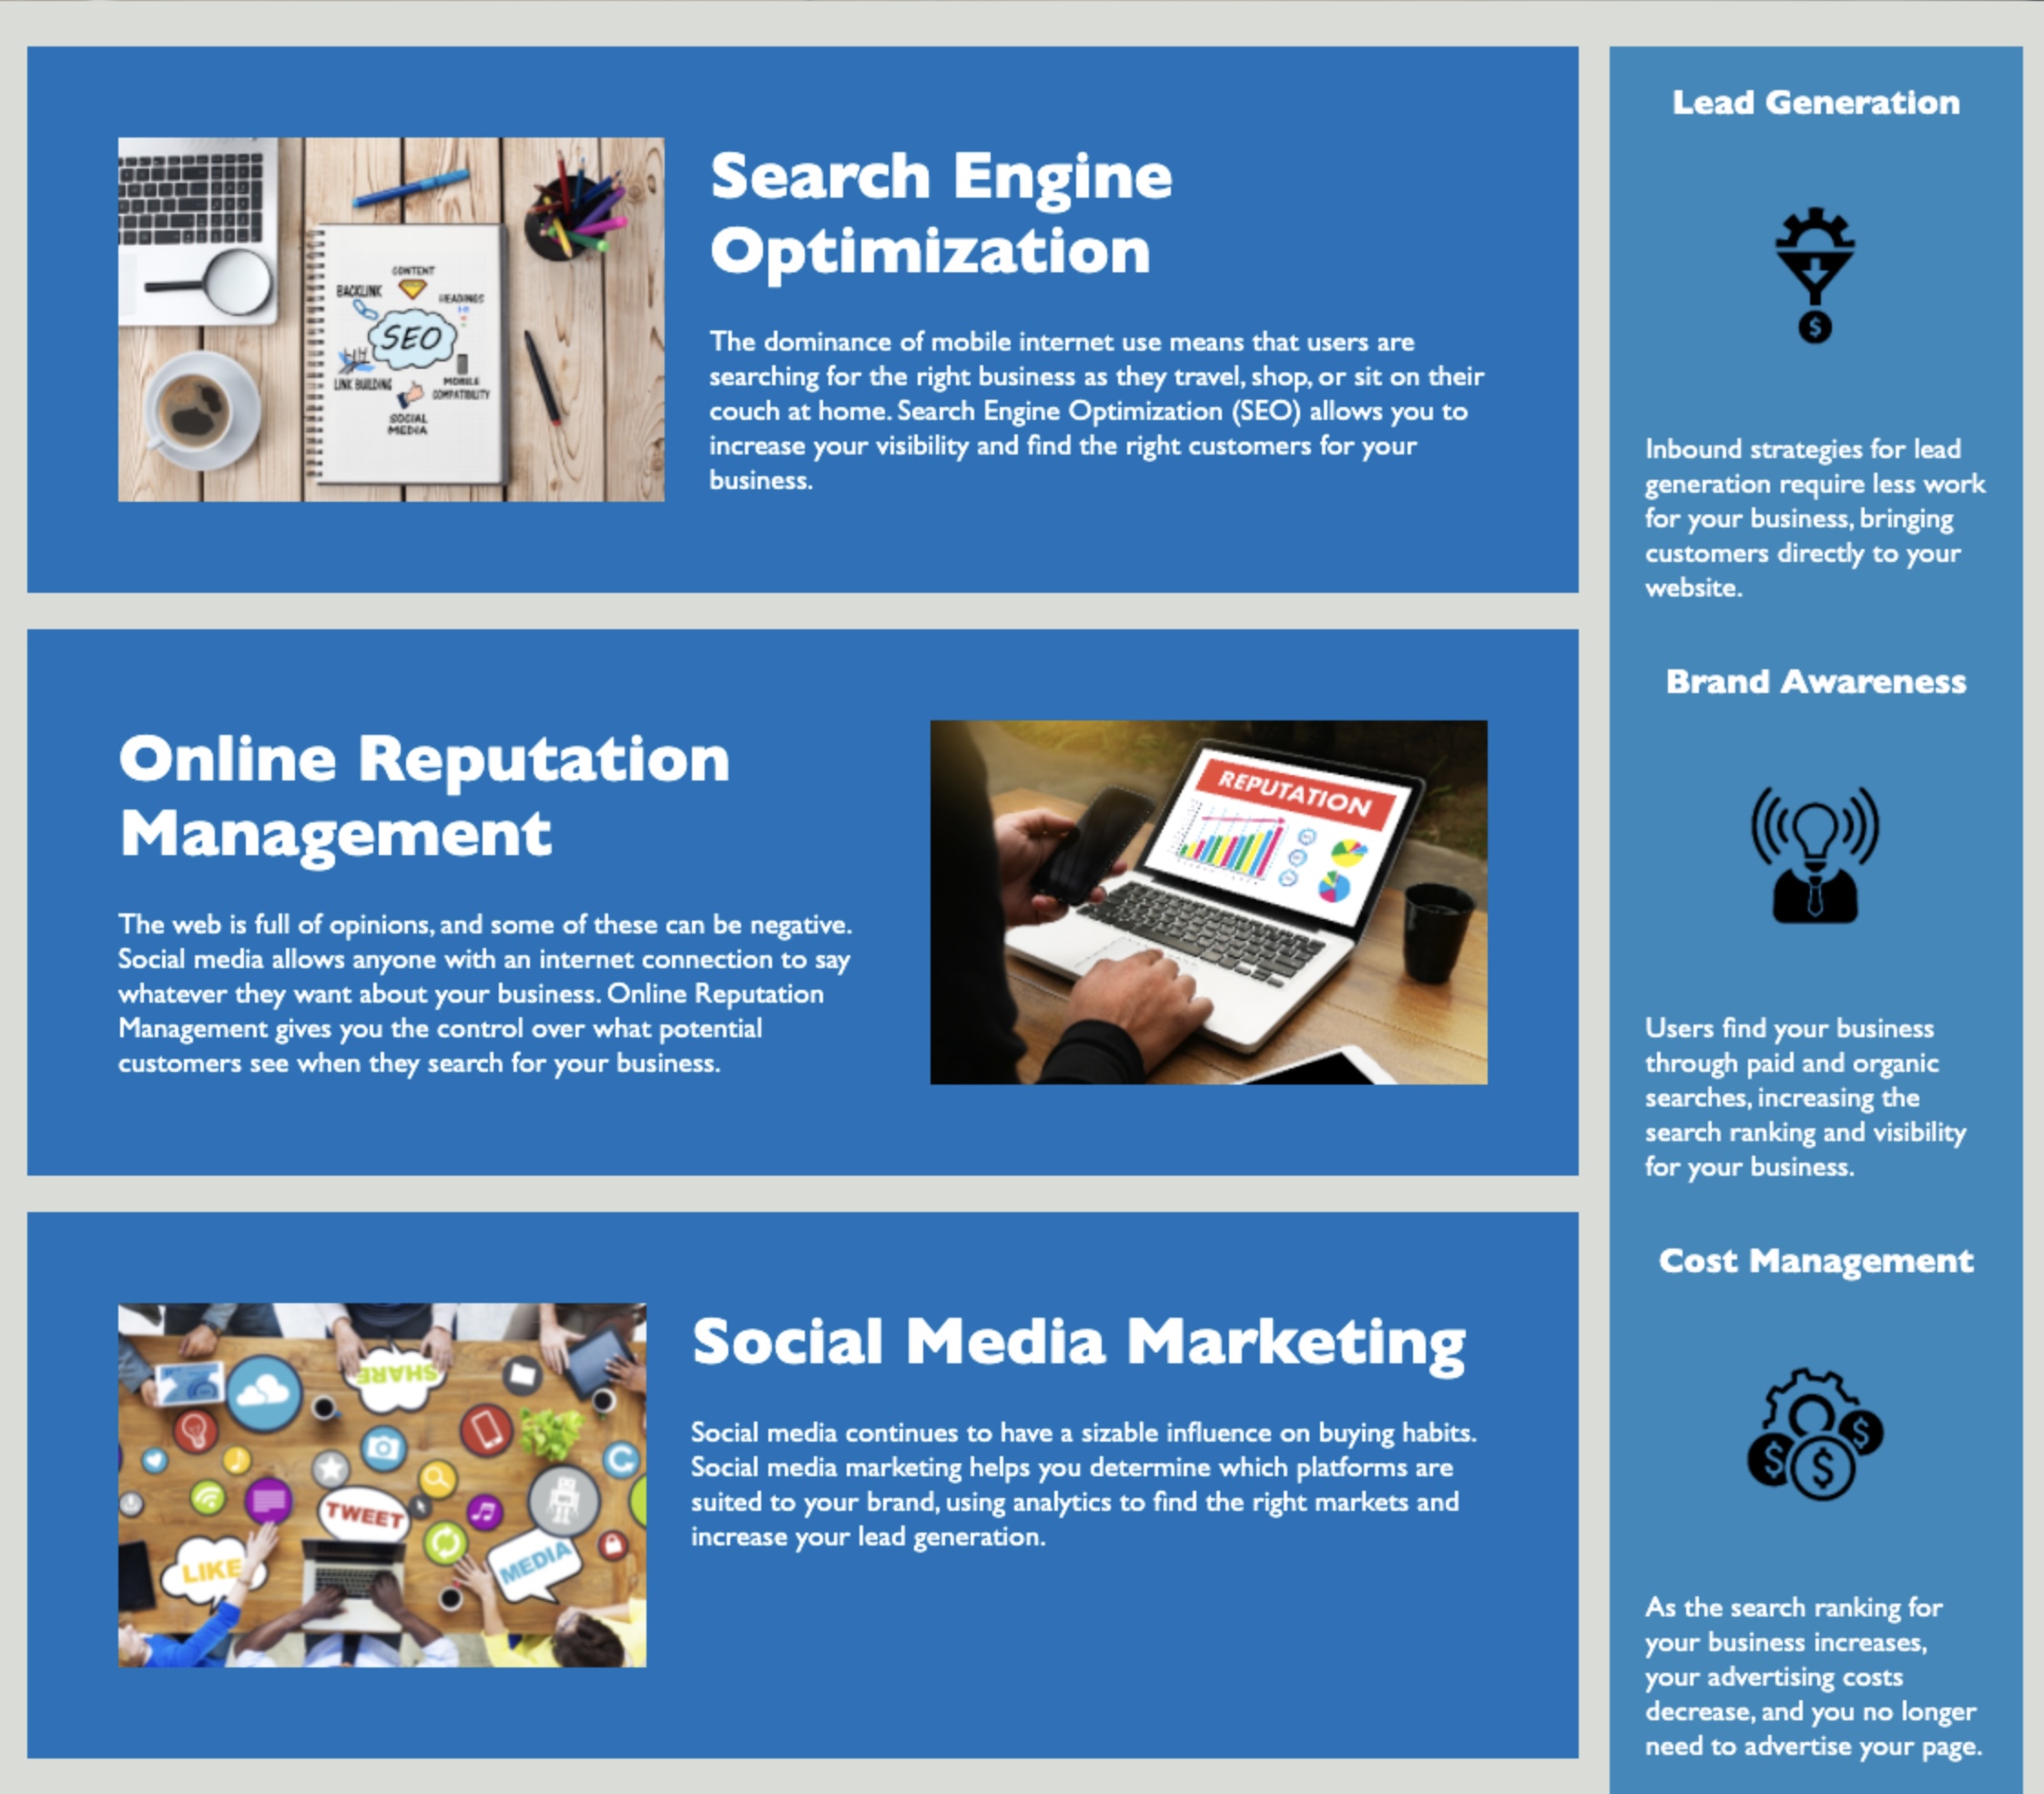 Search Engine
Optimization
The dominance of mobile internet use means that users are
searching for the right business as they travel, shop, or sit on their
couch at home. Search Engine Optimization (SEO) allows you to
increase your visibility and find the right customers for your
business.
CONTENT
BACKLINK
HEADINGS
SEO
LINK BUILDING
MOBILE
COMPATIBILITY
SOCIAL
MEDIA
Online Reputation
Management
The web is full of opinions, and some of these can be negative.
Social media allows anyone with an internet connection to say
whatever they want about your business. Online Reputation
Management gives you the control over what potential
customers see when they search for your business.
REPUTATION
Social Media Marketing
Social media continues to have a sizable influence on buying habits.
Social media marketing helps you determine which platforms are
suited to your brand, using analytics to find the right markets and
increase your lead generation.
SHARE
TWEET
LIKE
MEDIA
Lead Generation
$
Inbound strategies for lead
generation require less work
for your business, bringing
customers directly to your
website.
Brand Awareness
Users find your business
through paid and organic
searches, increasing the
search ranking and visibility
for your business.
Cost Management
$ $ $
As the search ranking for
your business increases,
your advertising costs
decrease, and you no longer
need to advertise your page.